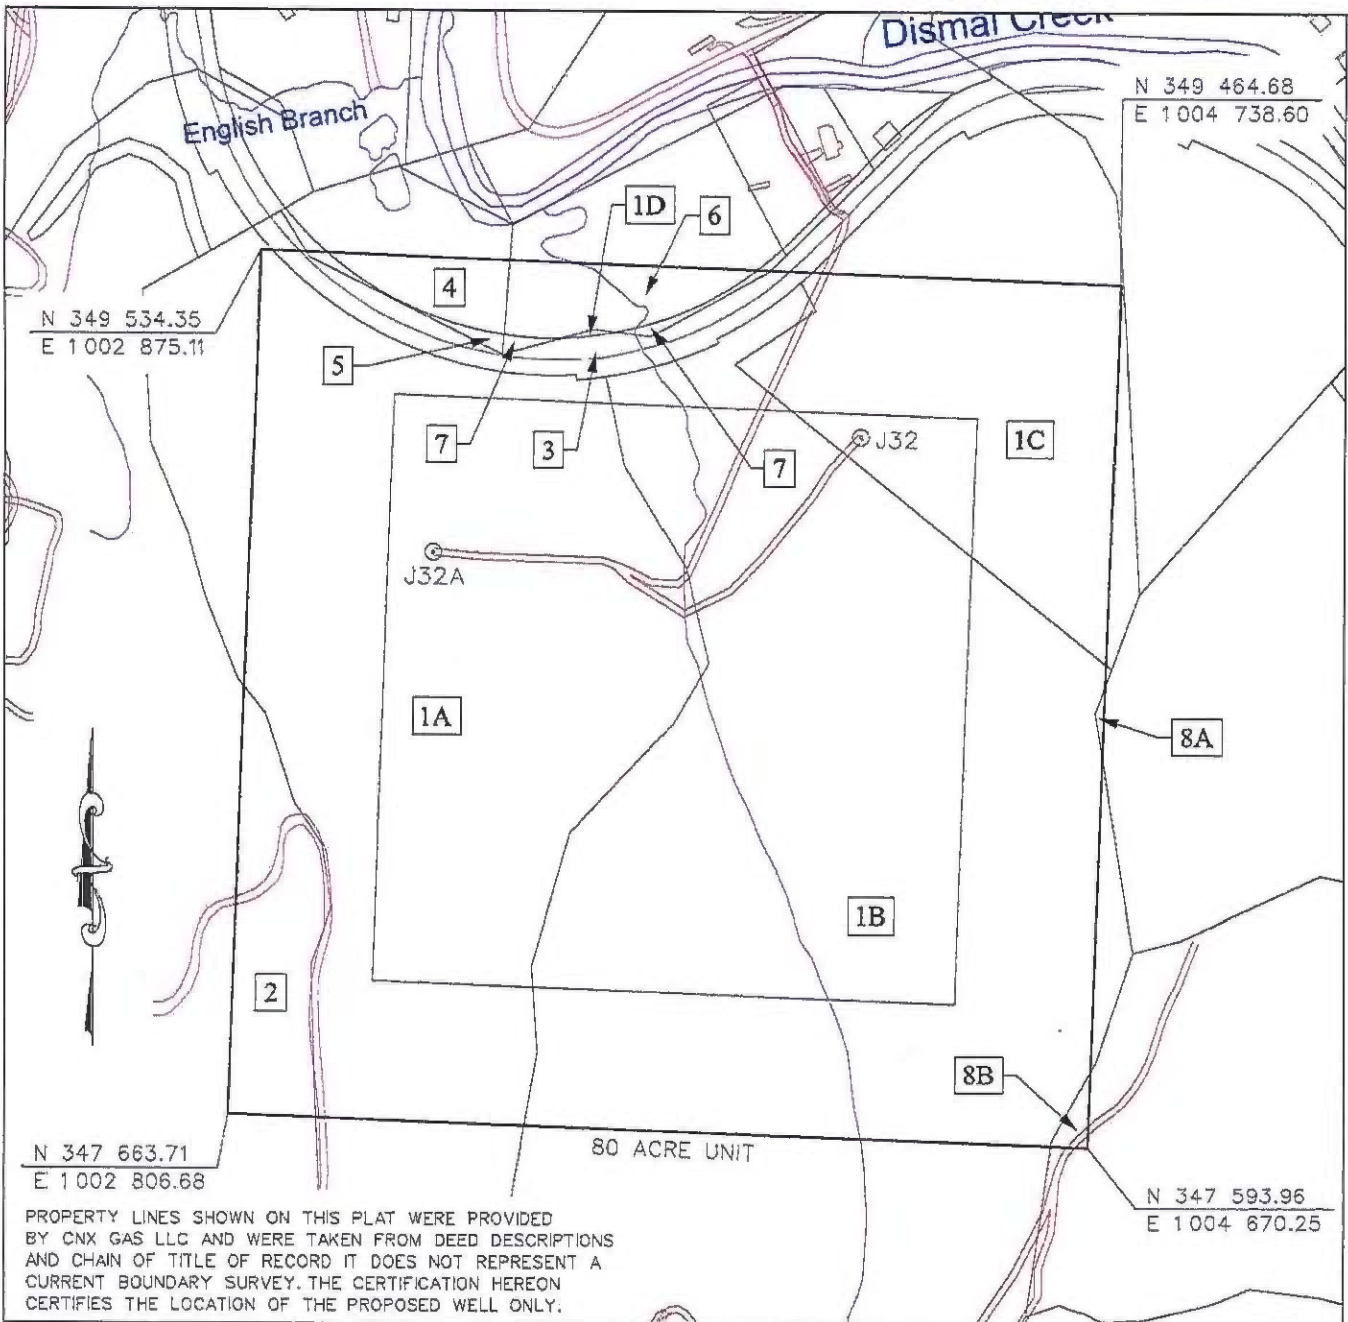 Dismal Creek
N 349 464.68
E 1 004 738.60
English Branch
1D
6
4
N 349 534.35
E 1 002 875.11
5
7
3
7
J32
1C
J32A
1A
8A
1B
2
8B
80 ACRE UNIT
N 347 663.71
E 1 002 806.68
N 347 593.96
E 1 004 670.25
PROPERTY LINES SHOWN ON THIS PLAT WERE PROVIDED
BY CNX GAS LLC AND WERE TAKEN FROM DEED DESCRIPTIONS
AND CHAIN OF TITLE OF RECORD IT DOES NOT REPRESENT A
CURRENT BOUNDARY SURVEY. THE CERTIFICATION HEREON
CERTIFIES THE LOCATION OF THE PROPOSED WELL ONLY.